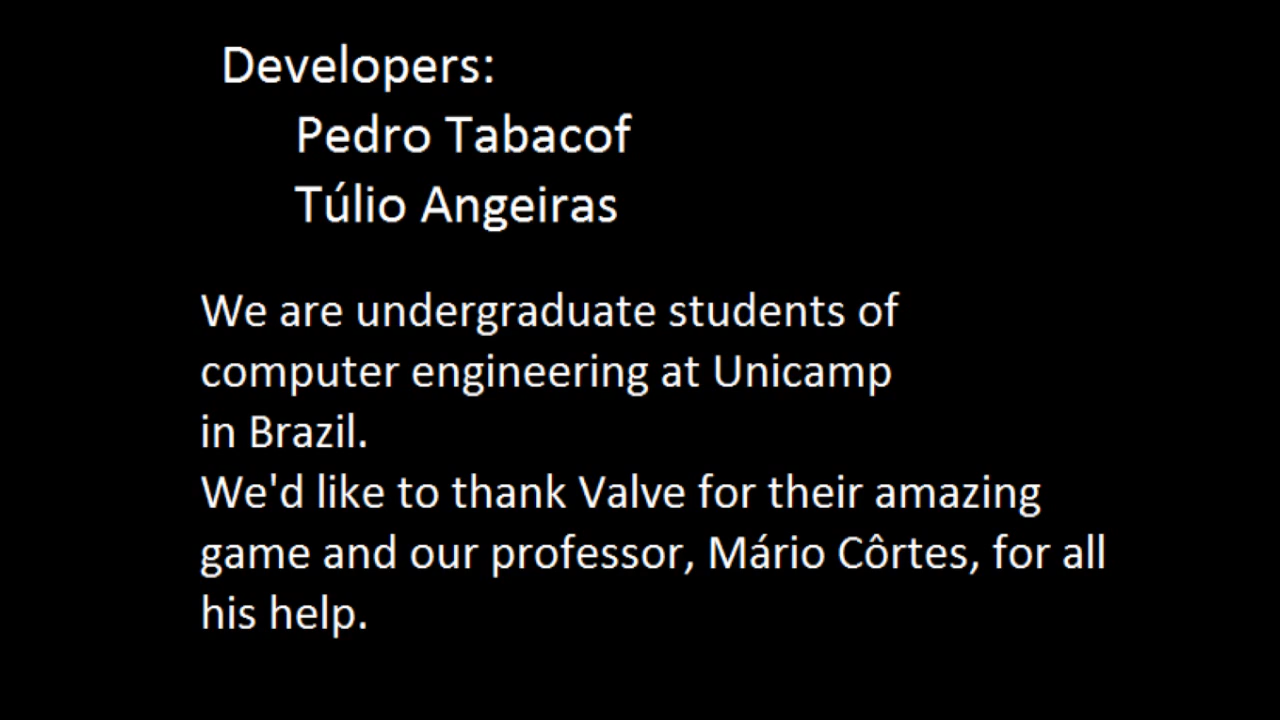 Developers:
Pedro Tabacof
Túlio Angeiras
We are undergraduate students of
computer engineering at Unicamp
in Brazil.
We'd like to thank Valve for their amazing
game and our professor, Mário Côrtes, for all
his help.